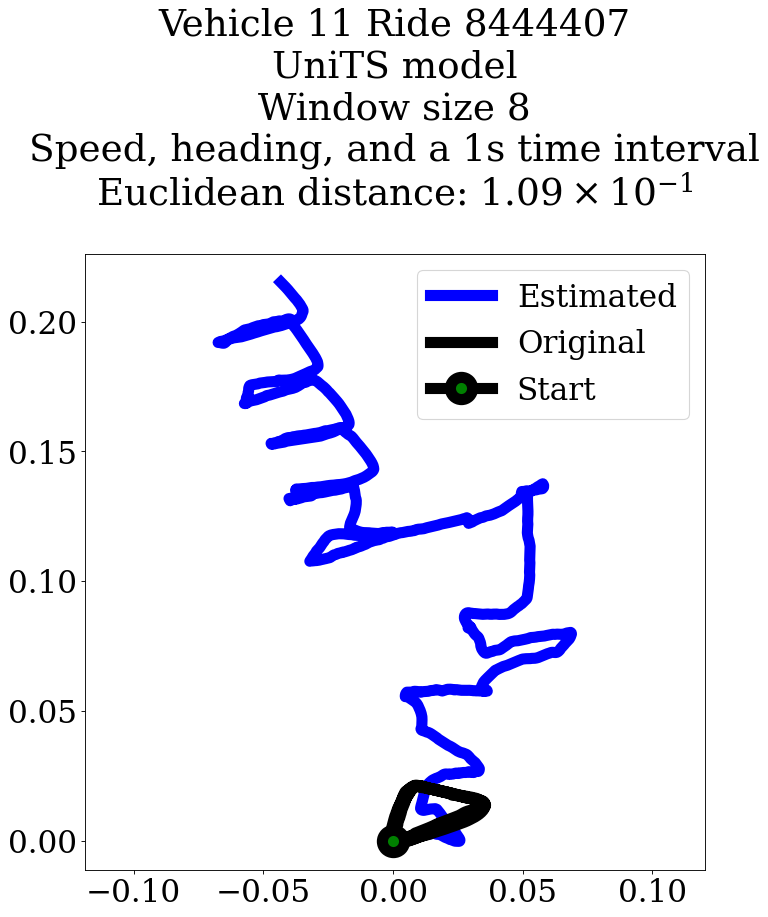 Vehicle 11 Ride 8444407
UniTS model
Window size 8
Speed, heading, and a 1s time interval
Euclidean distance: 1.09 × 10⁻¹
Estimated
Original
Start
0.20
0.15
0.10
0.05
0.00
−0.10 −0.05 0.00 0.05 0.10